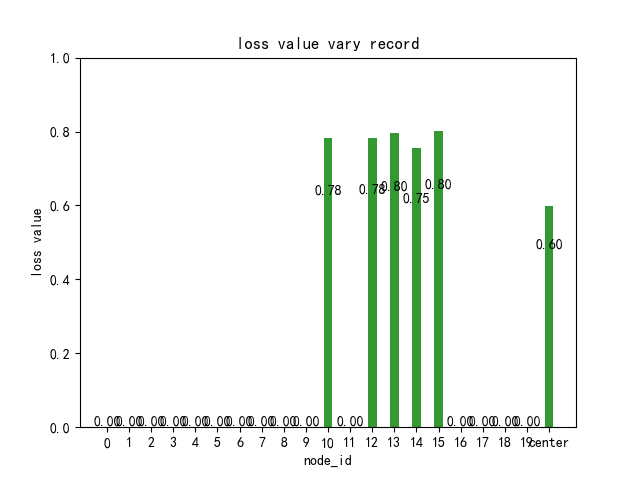 loss value vary record
1.0
0.8
0.6
0.4
0.2
0.0
loss value
0.78 0.78 0.80 0.75 0.80 0.60
0.00 0.00 0.00 0.00 0.00 0.00 0.00 0.00 0.00 0.00 0.00 0.00 0.00 0.00 0.00
0 1 2 3 4 5 6 7 8 9 10 11 12 13 14 15 16 17 18 19 center
node_id